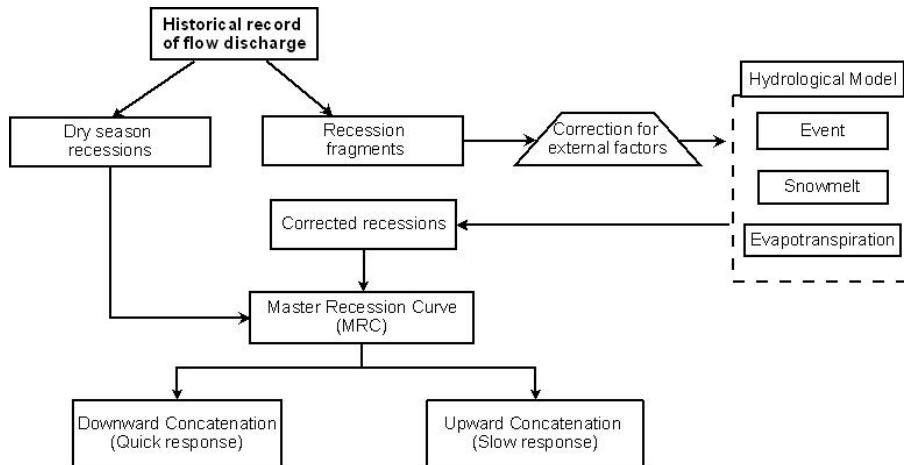 Historical record
of flow discharge
Hydrological Model
Dry season
recessions
Recession
fragments
Correction for
external factors
Event
Snowmelt
Evapotranspiration
Corrected recessions
Master Recession Curve
(MRC)
Downward Concatenation
(Quick response)
Upward Concatenation
(Slow response)